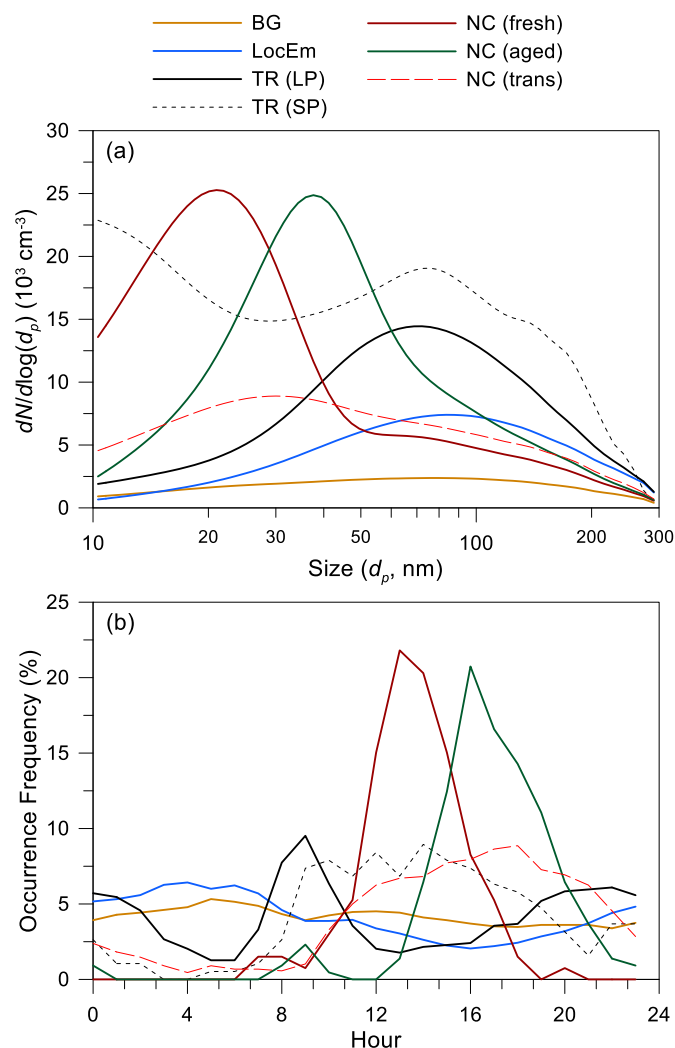 BG
NC (fresh)
LocEm
NC (aged)
TR (LP)
NC (trans)
TR (SP)
(a)
30
25
20
15
10
5
0
dN/dlog(dp) (10³ cm⁻³)
10 20 30 50 100 200 300
Size (dp, nm)
(b)
25
20
15
10
5
0
Occurrence Frequency (%)
0 4 8 12 16 20 24
Hour